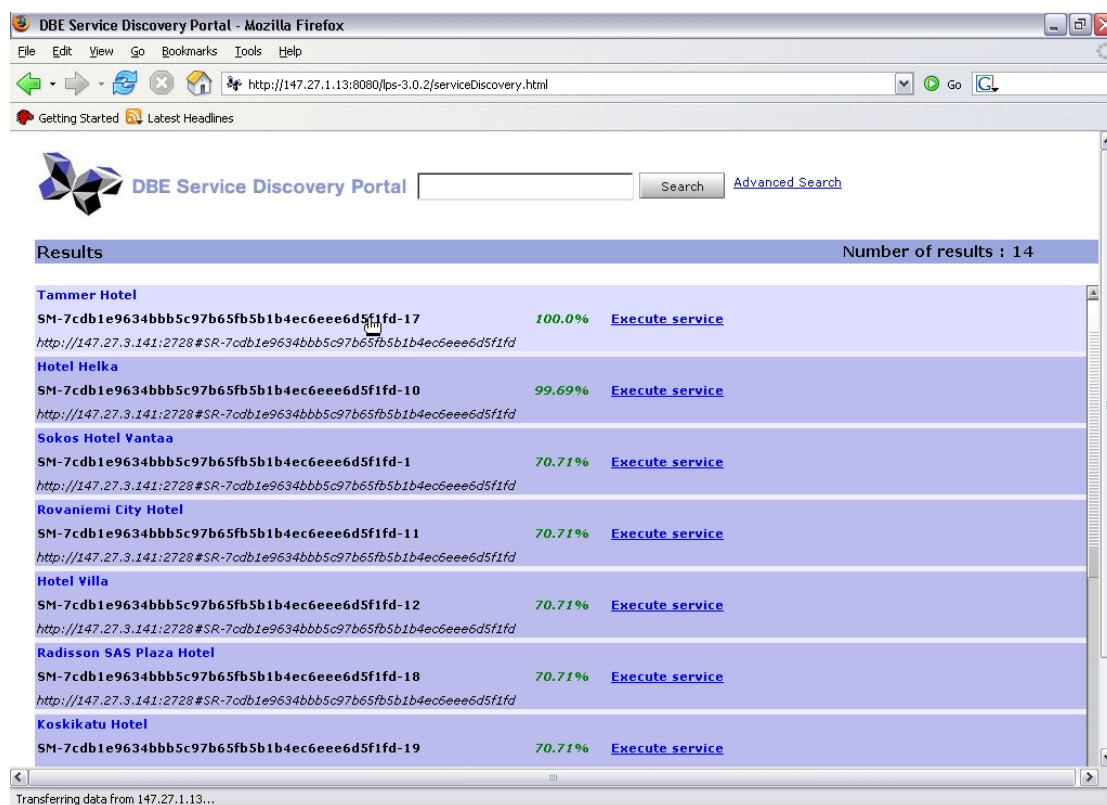 DBE Service Discovery Portal - Mozilla Firefox
File Edit View Go Bookmarks Tools Help
http://147.27.1.13:8080/lps-3.0.2/serviceDiscovery.html Go G
Getting Started Latest Headlines
DBE Service Discovery Portal Search Advanced Search
Results Number of results : 14
Tammer Hotel
SM-7cdb1e9634bbb5c97b65fb5b1b4ec6eee6d5f1fd-17 100.0% Execute service
http://147.27.3.141:2728#SR-7cdb1e9634bbb5c97b65fb5b1b4ec6eee6d5f1fd
Hotel Helka
SM-7cdb1e9634bbb5c97b65fb5b1b4ec6eee6d5f1fd-10 99.69% Execute service
http://147.27.3.141:2728#SR-7cdb1e9634bbb5c97b65fb5b1b4ec6eee6d5f1fd
Sokos Hotel Vantaa
SM-7cdb1e9634bbb5c97b65fb5b1b4ec6eee6d5f1fd-1 70.71% Execute service
http://147.27.3.141:2728#SR-7cdb1e9634bbb5c97b65fb5b1b4ec6eee6d5f1fd
Rovaniemi City Hotel
SM-7cdb1e9634bbb5c97b65fb5b1b4ec6eee6d5f1fd-11 70.71% Execute service
http://147.27.3.141:2728#SR-7cdb1e9634bbb5c97b65fb5b1b4ec6eee6d5f1fd
Hotel Villa
SM-7cdb1e9634bbb5c97b65fb5b1b4ec6eee6d5f1fd-12 70.71% Execute service
http://147.27.3.141:2728#SR-7cdb1e9634bbb5c97b65fb5b1b4ec6eee6d5f1fd
Radisson SAS Plaza Hotel
SM-7cdb1e9634bbb5c97b65fb5b1b4ec6eee6d5f1fd-18 70.71% Execute service
http://147.27.3.141:2728#SR-7cdb1e9634bbb5c97b65fb5b1b4ec6eee6d5f1fd
Koskikatu Hotel
SM-7cdb1e9634bbb5c97b65fb5b1b4ec6eee6d5f1fd-19 70.71% Execute service
Transferring data from 147.27.1.13...